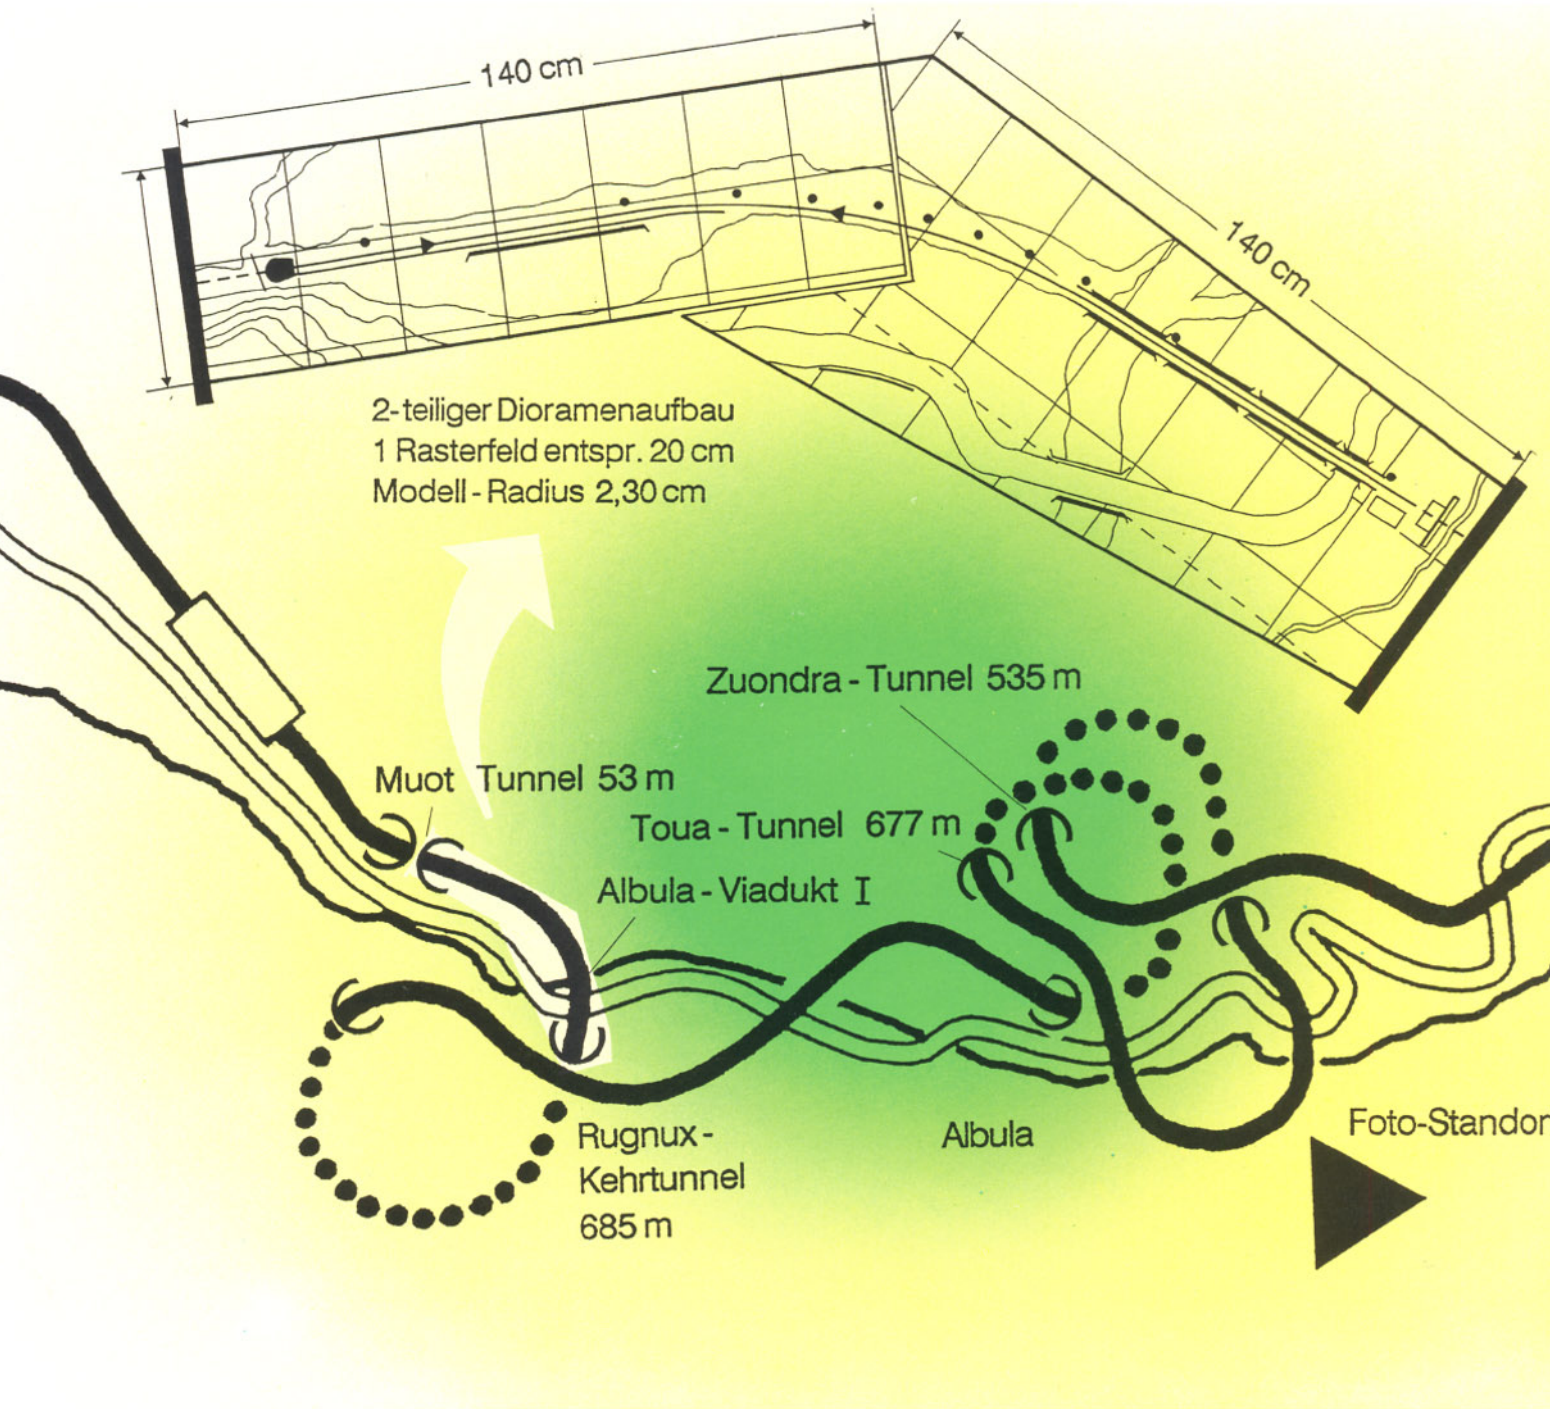 140 cm
140 cm
2-teiliger Dioramenaufbau
1 Rasterfeld entspr. 20 cm
Modell-Radius 2,30 cm
Zuondra-Tunnel 535 m
Muot Tunnel 53 m
Toua-Tunnel 677 m
Albula-Viadukt I
Rugnux-
Kehrtunnel
685 m
Albula
Foto-Standor